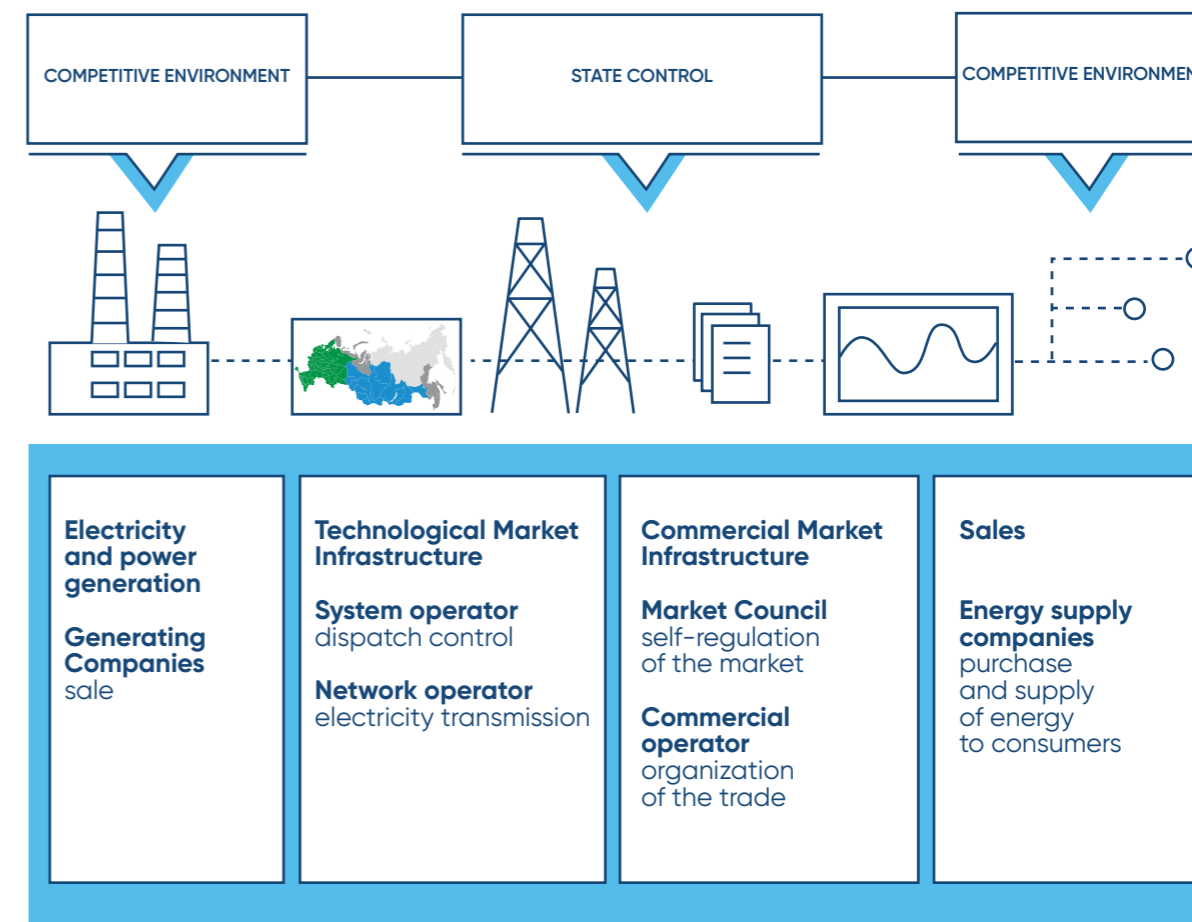 COMPETITIVE ENVIRONMENT
STATE CONTROL
COMPETITIVE ENVIRONMEN
Electricity
and power
generation
Generating
Companies
sale
Technological Market
Infrastructure
System operator
dispatch control
Network operator
electricity transmission
Commercial Market
Infrastructure
Market Council
self-regulation
of the market
Commercial
operator
organization
of the trade
Sales
Energy supply
companies
purchase
and supply
of energy
to consumers